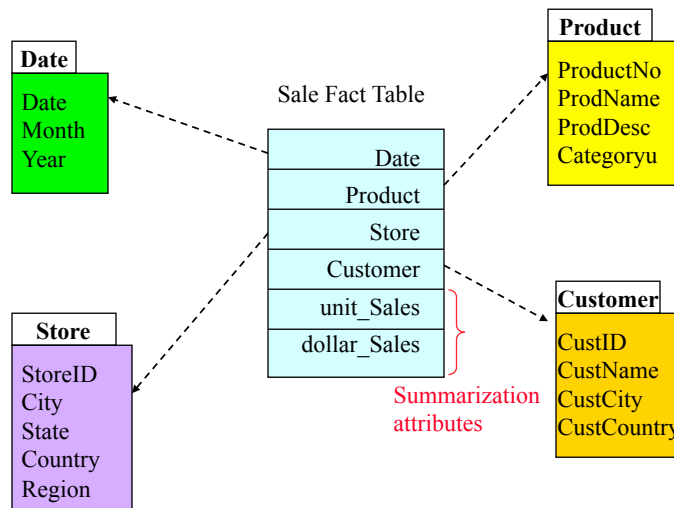 Date
Date
Month
Year
Sale Fact Table
Date
Product
Store
Customer
unit_Sales
dollar_Sales
Summarization
attributes
Product
ProductNo
ProdName
ProdDesc
Categoryu
Store
StoreID
City
State
Country
Region
Customer
CustID
CustName
CustCity
CustCountry